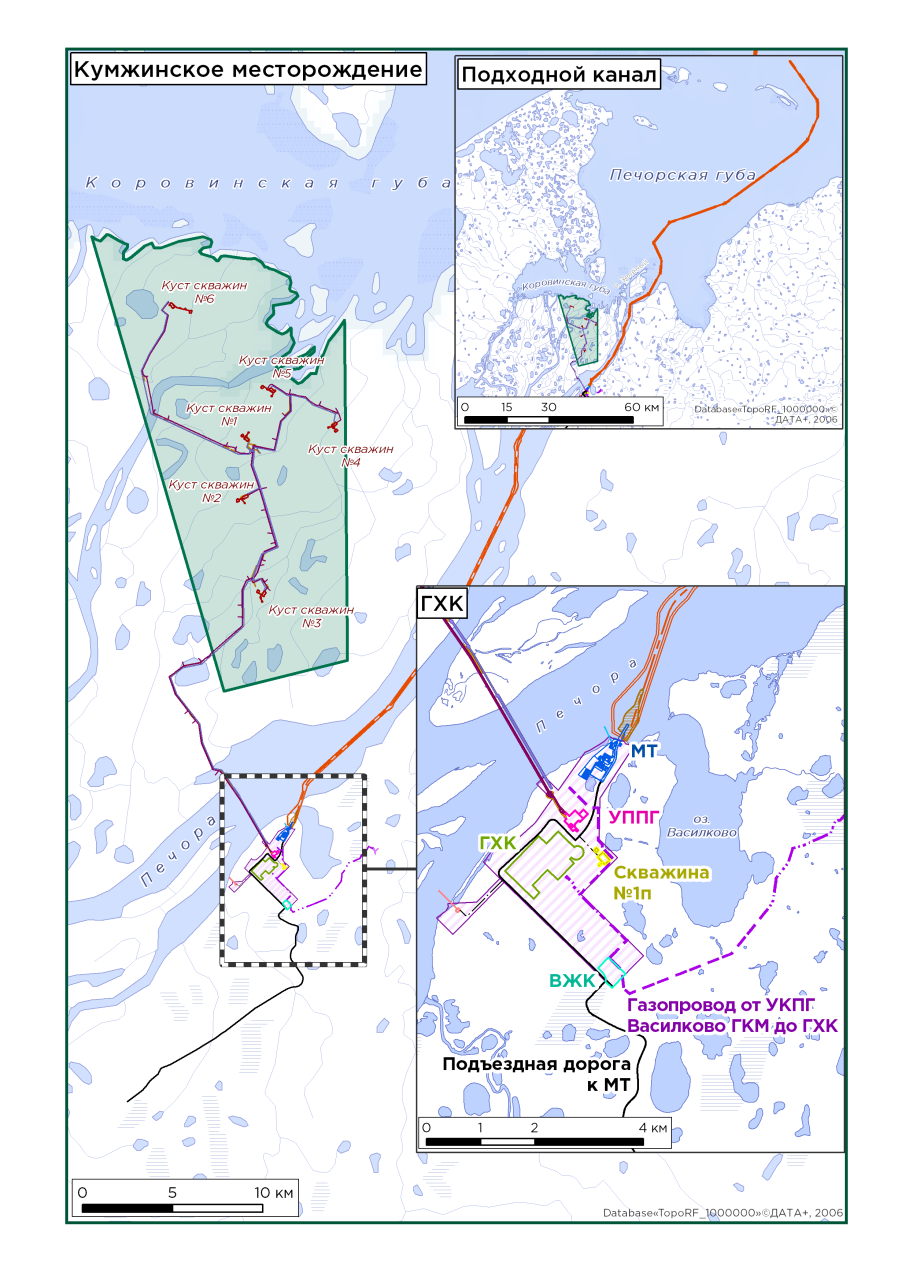 Кумжинское месторождение
Подходной канал
Коровинская губа
Печорская губа
Куст скважин
№6
Коровинская губа
Куст скважин
№5
Куст скважин
№1
0 15 30 60 км
Database«TopoRF_1000000»©
ДАТА+, 2006
Куст скважин
№4
Куст скважин
№2
ГХК
Куст скважин
№3
Печора
МТ
УППГ
оз.
Василково
ГХК
Печора
Скважина
№1п
ВЖК
Газопровод от УКПГ
Василково ГКМ до ГХК
Подъездная дорога
к МТ
0 1 2 4 км
0 5 10 км
Database«TopoRF_1000000»©ДАТА+, 2006